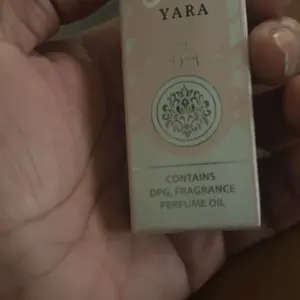 YARA
CONTAINS
DPG, FRAGRANCE
PERFUME OIL